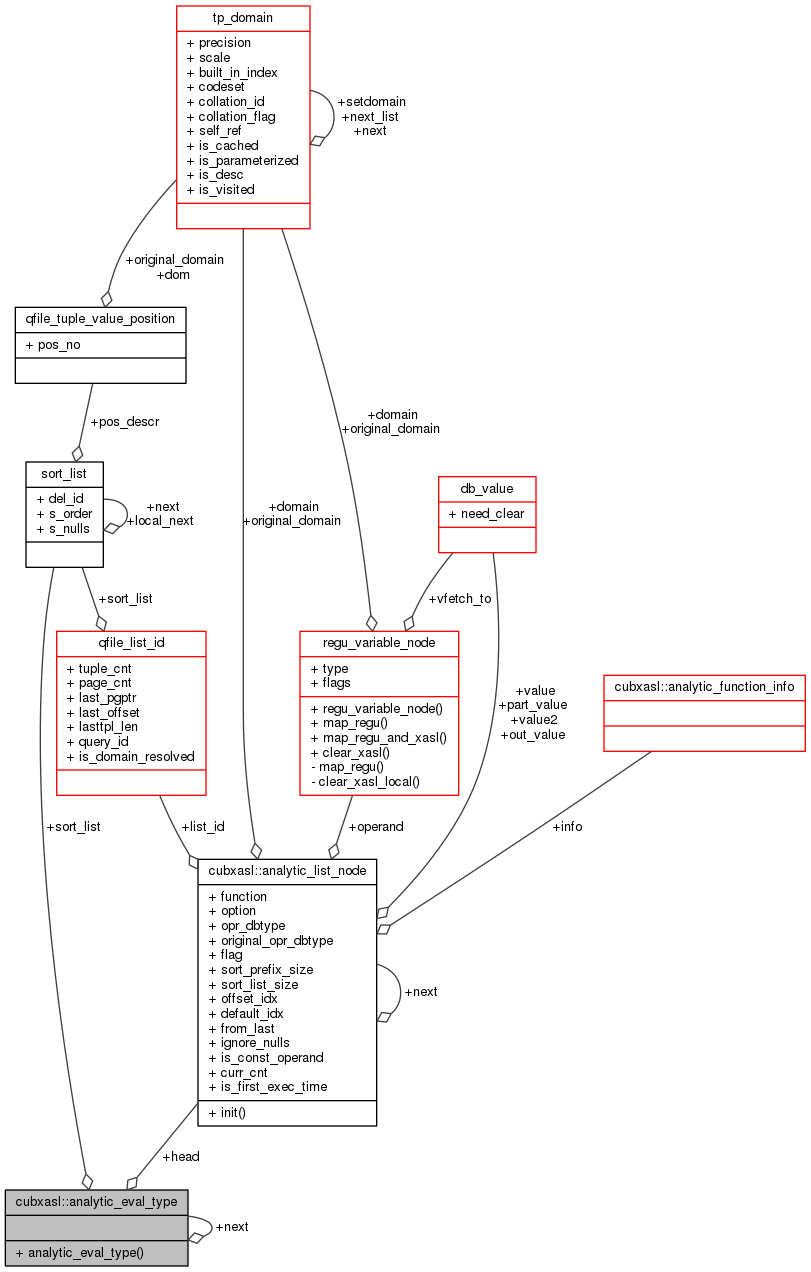 tp_domain
+ precision
+ scale
+ built_in_index
+ codeset
+ collation_id
+ collation_flag
+ self_ref
+ is_cached
+ is_parameterized
+ is_desc
+ is_visited
+setdomain
+next_list
+next
+original_domain
+dom
qfile_tuple_value_position
+ pos_no
+domain
+original_domain
+pos_descr
sort_list
+ del_id
+ s_order
+ s_nulls
+next
+local_next
+domain
+original_domain
db_value
+ need_clear
+sort_list
+vfetch_to
qfile_list_id
+ tuple_cnt
+ page_cnt
+ last_pgptr
+ last_offset
+ lasttpl_len
+ query_id
+ is_domain_resolved
regu_variable_node
+ type
+ flags
+ regu_variable_node()
+ map_regu()
+ map_regu_and_xasl()
+ clear_xasl()
- map_regu()
- clear_xasl_local()
+value
+part_value
+value2
+out_value
cubxasl::analytic_function_info
+sort_list
+list_id
+operand
+info
cubxasl::analytic_list_node
+ function
+ option
+ opr_dbtype
+ original_opr_dbtype
+ flag
+ sort_prefix_size
+ sort_list_size
+ offset_idx
+ default_idx
+ from_last
+ ignore_nulls
+ is_const_operand
+ curr_cnt
+ is_first_exec_time
+ init()
+next
+head
cubxasl::analytic_eval_type
+ analytic_eval_type()
+next